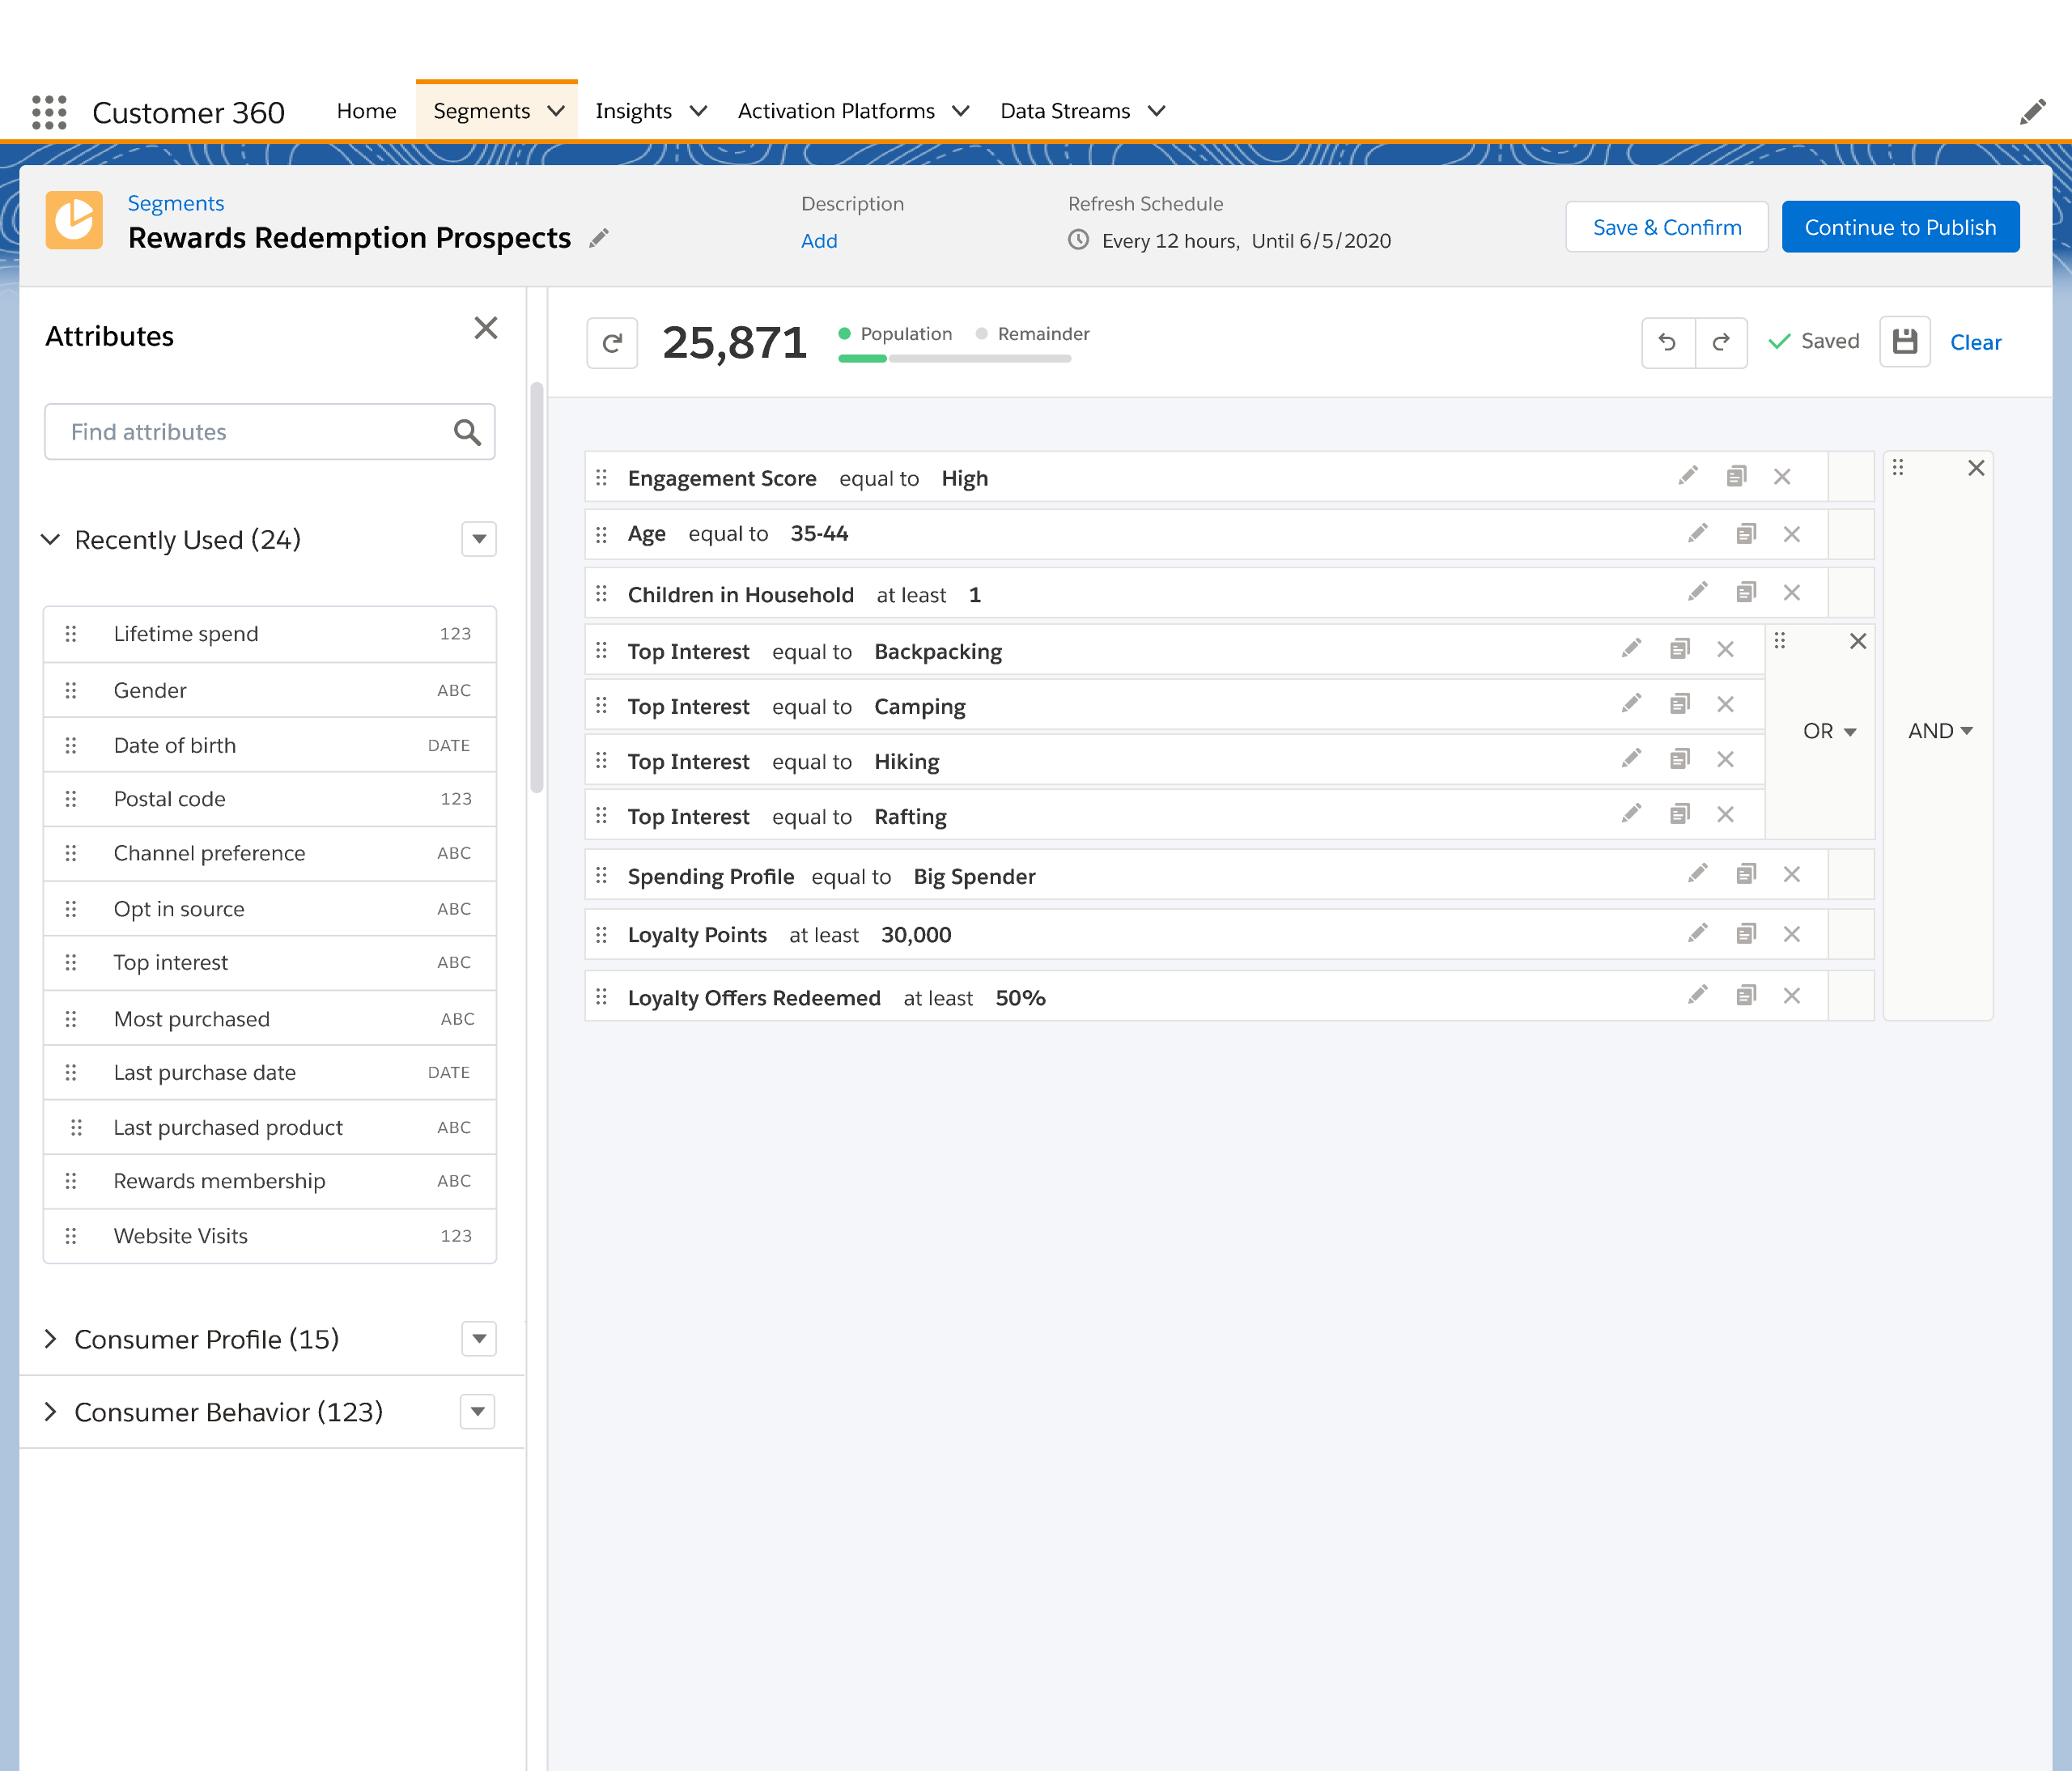 Customer 360 Home Segments Insights Activation Platforms Data Streams
Segments
Rewards Redemption Prospects
Description
Add
Refresh Schedule
Every 12 hours, Until 6/5/2020
Save & Confirm
Continue to Publish
Attributes
Find attributes
Recently Used (24)
Lifetime spend 123
Gender ABC
Date of birth DATE
Postal code 123
Channel preference ABC
Opt in source ABC
Top interest ABC
Most purchased ABC
Last purchase date DATE
Last purchased product ABC
Rewards membership ABC
Website Visits 123
Consumer Profile (15)
Consumer Behavior (123)
25,871 Population Remainder
Saved Clear
Engagement Score equal to High
Age equal to 35-44
Children in Household at least 1
Top Interest equal to Backpacking
Top Interest equal to Camping
Top Interest equal to Hiking
Top Interest equal to Rafting
OR
AND
Spending Profile equal to Big Spender
Loyalty Points at least 30,000
Loyalty Offers Redeemed at least 50%